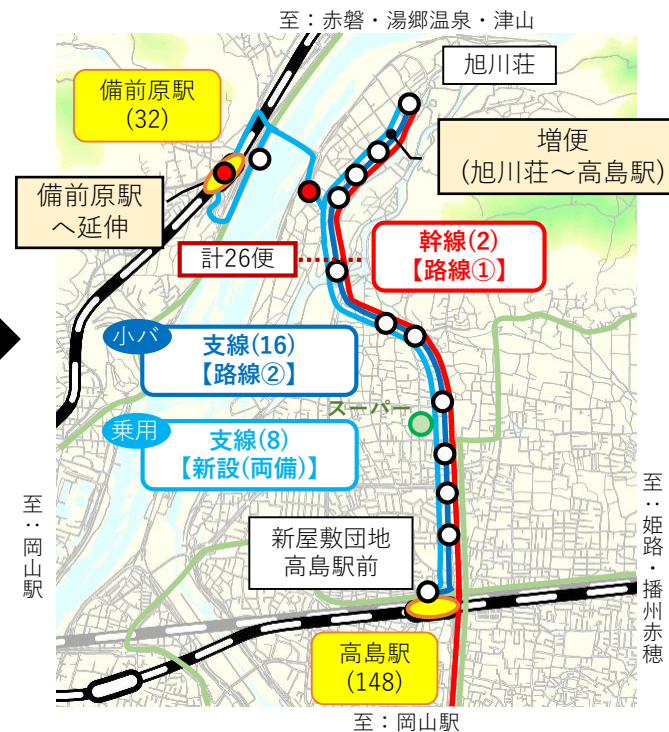 至：赤磐・湯郷温泉・津山
旭川荘
備前原駅
(32)
増便
(旭川荘～高島駅)
備前原駅
へ延伸
幹線(2)
【路線①】
計26便
小バ
支線(16)
【路線②】
スーパー
乗用
支線(8)
【新設(両備)】
至：岡山駅
至：姫路・播州赤穂
新屋敷団地
高島駅前
高島駅
(148)
至：岡山駅